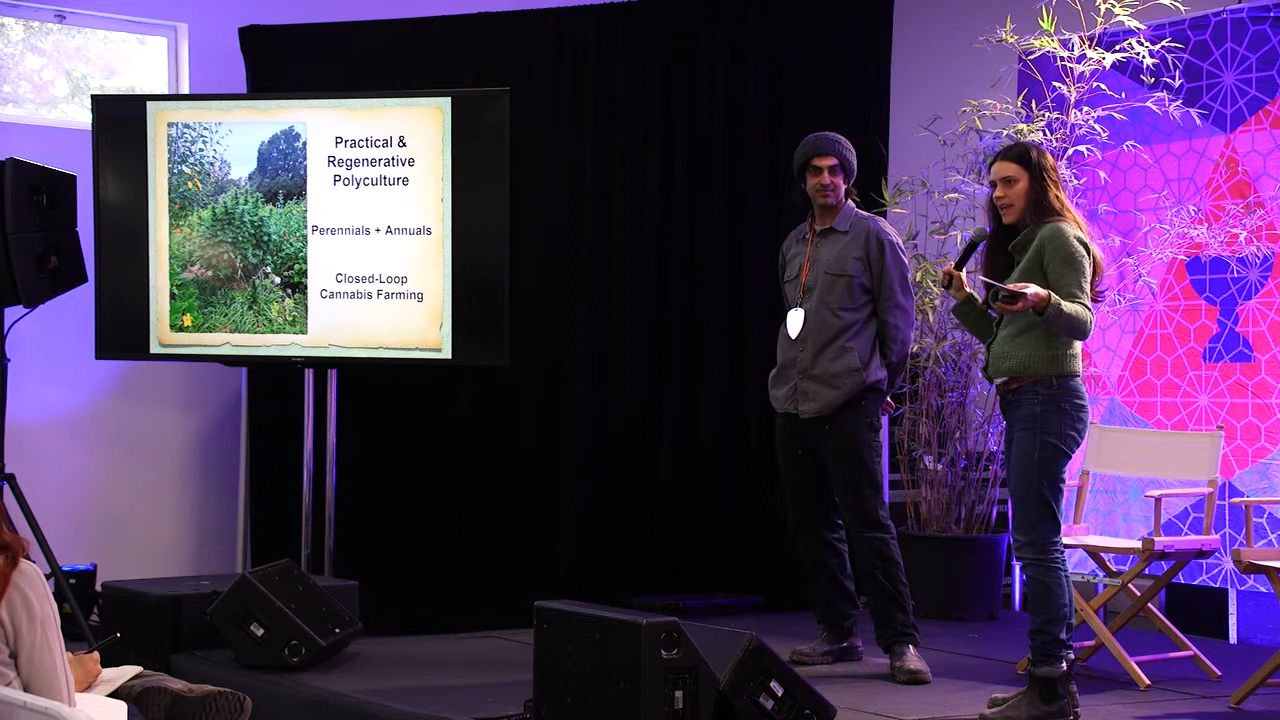 Practical &
Regenerative
Polyculture
Perennials + Annuals
Closed-Loop
Cannabis Farming